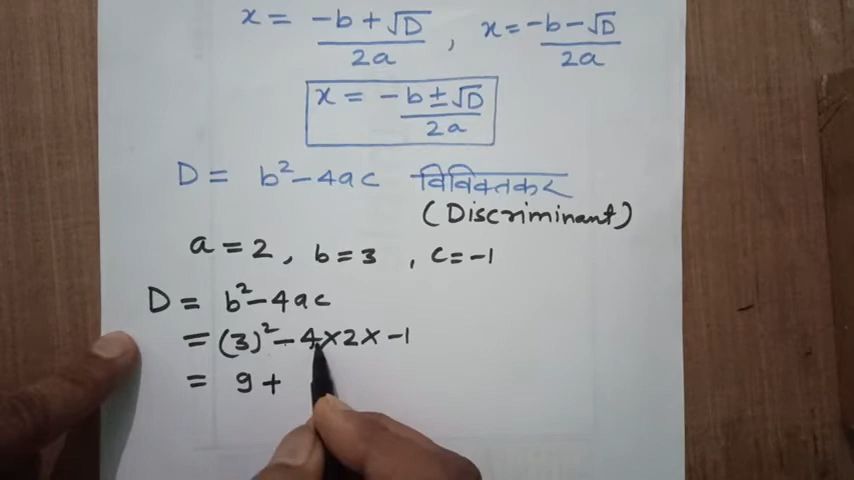 x = -b + √D / 2a , x = -b - √D / 2a
x = -b ± √D / 2a
D = b² - 4ac विविक्तकर
(Discriminant)
a = 2 , b = 3 , c = -1
D = b² - 4ac
= (3)² - 4×2× -1
= 9 +